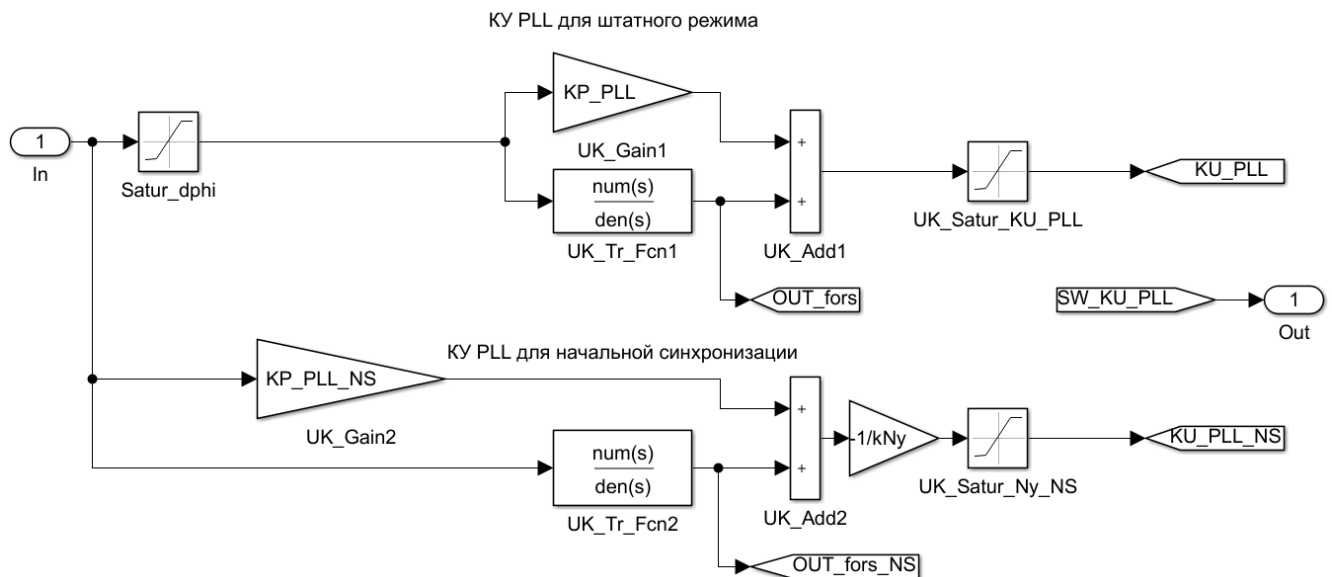 КУ PLL для штатного режима
KP_PLL
UK_Gain1
1
In
Satur_dphi
num(s)
den(s)
UK_Tr_Fcn1
+
+
UK_Add1
UK_Satur_KU_PLL
KU_PLL
OUT_fors
SW_KU_PLL
1
Out
КУ PLL для начальной синхронизации
KP_PLL_NS
UK_Gain2
num(s)
den(s)
UK_Tr_Fcn2
+
+
UK_Add2
-1/kNy
UK_Satur_Ny_NS
KU_PLL_NS
OUT_fors_NS